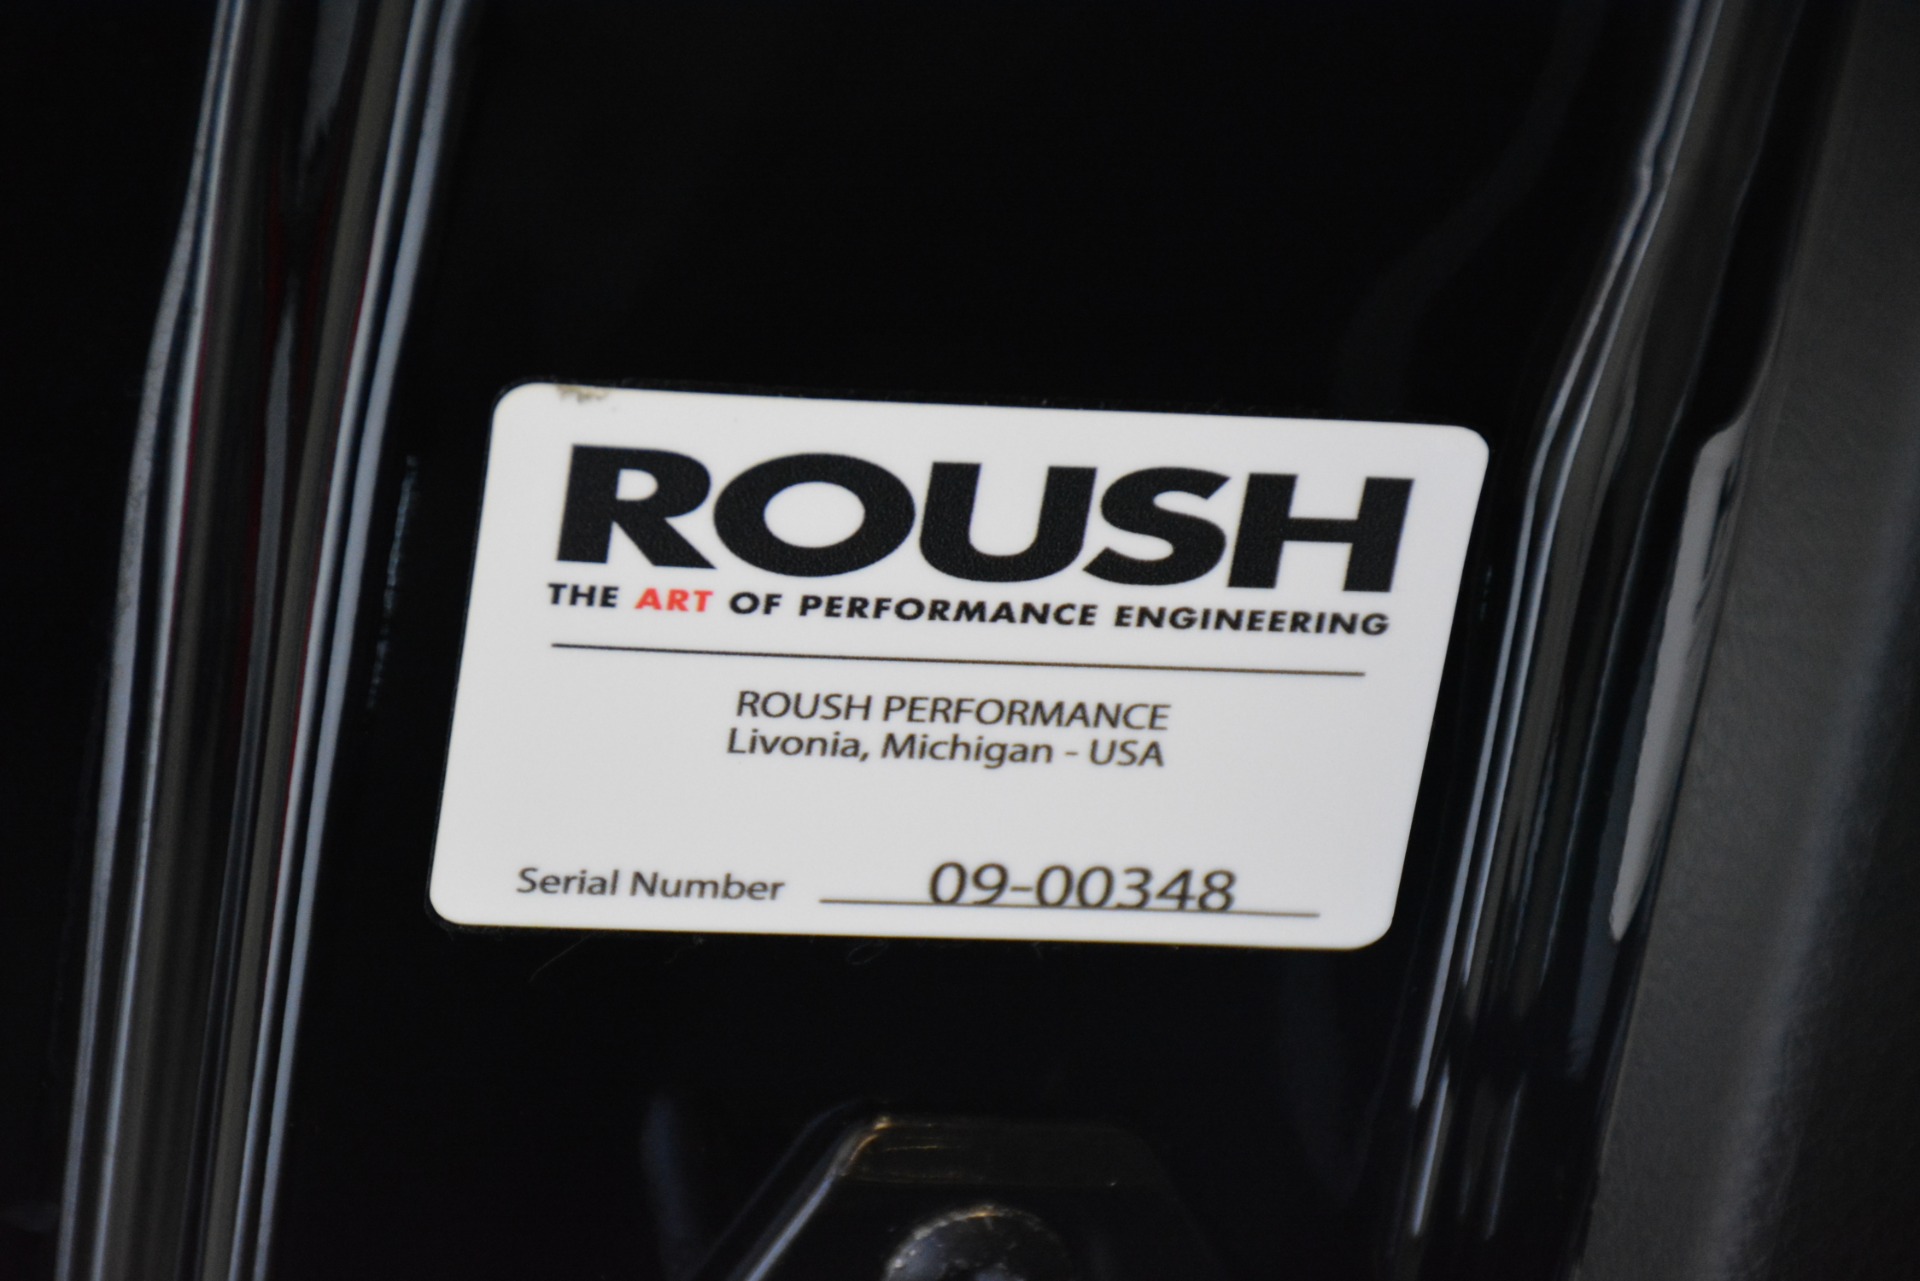 ROUSH
THE ART OF PERFORMANCE ENGINEERING
ROUSH PERFORMANCE
Livonia, Michigan - USA
Serial Number 09-00348